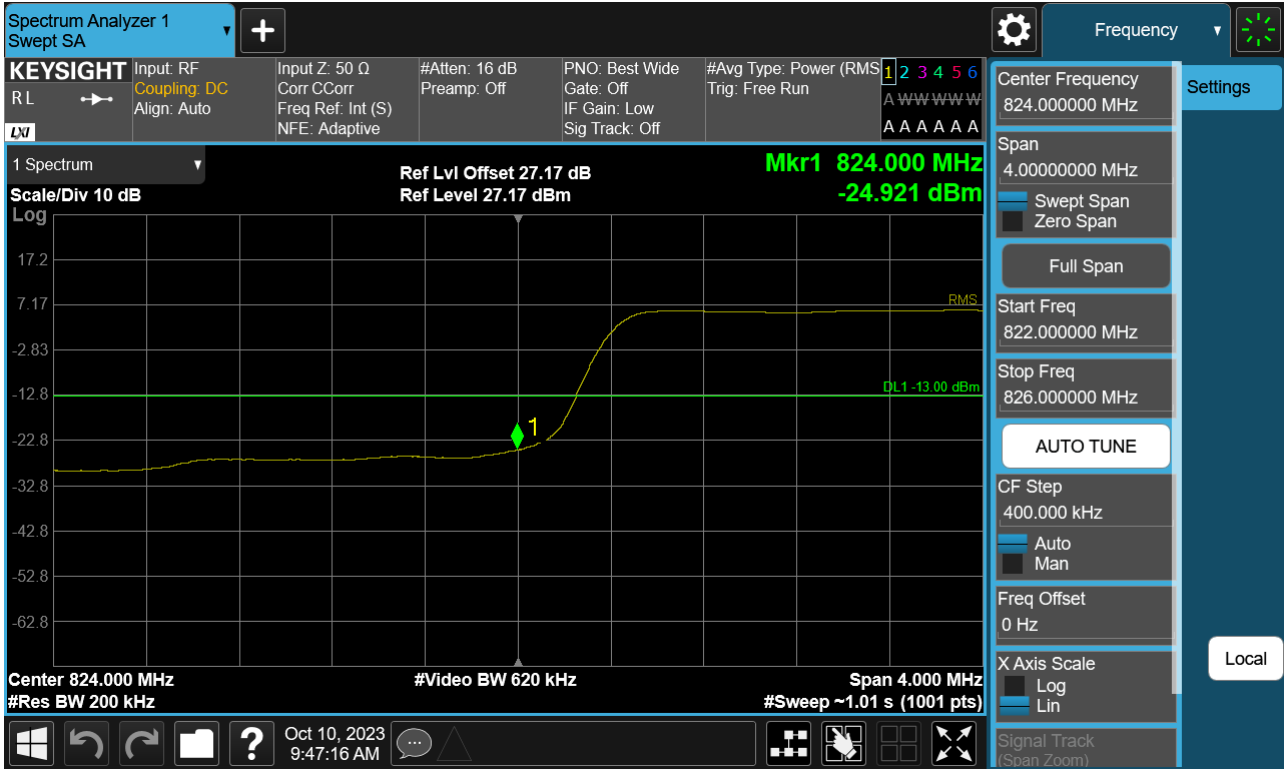 Spectrum Analyzer 1
Swept SA
Frequency
KEYSIGHT
R L
LXI
Input: RF
Coupling: DC
Align: Auto
Input Z: 50 Ω
Corr CCorr
Freq Ref: Int (S)
NFE: Adaptive
#Atten: 16 dB
Preamp: Off
PNO: Best Wide
Gate: Off
IF Gain: Low
Sig Track: Off
#Avg Type: Power (RMS
Trig: Free Run
1 2 3 4 5 6
A W W W W W
A A A A A A
1 Spectrum
Scale/Div 10 dB
Log
Ref Lvl Offset 27.17 dB
Ref Level 27.17 dBm
Mkr1 824.000 MHz
-24.921 dBm
17.2
7.17
-2.83
-12.8
-22.8
-32.8
-42.8
-52.8
-62.8
RMS
DL1 -13.00 dBm
1
Center 824.000 MHz
#Res BW 200 kHz
#Video BW 620 kHz
Span 4.000 MHz
#Sweep ~1.01 s (1001 pts)
Center Frequency
824.000000 MHz
Span
4.00000000 MHz
Swept Span
Zero Span
Full Span
Start Freq
822.000000 MHz
Stop Freq
826.000000 MHz
AUTO TUNE
CF Step
400.000 kHz
Auto
Man
Freq Offset
0 Hz
X Axis Scale
Log
Lin
Signal Track
(Span Zoom)
Settings
Local
?
Oct 10, 2023
9:47:16 AM